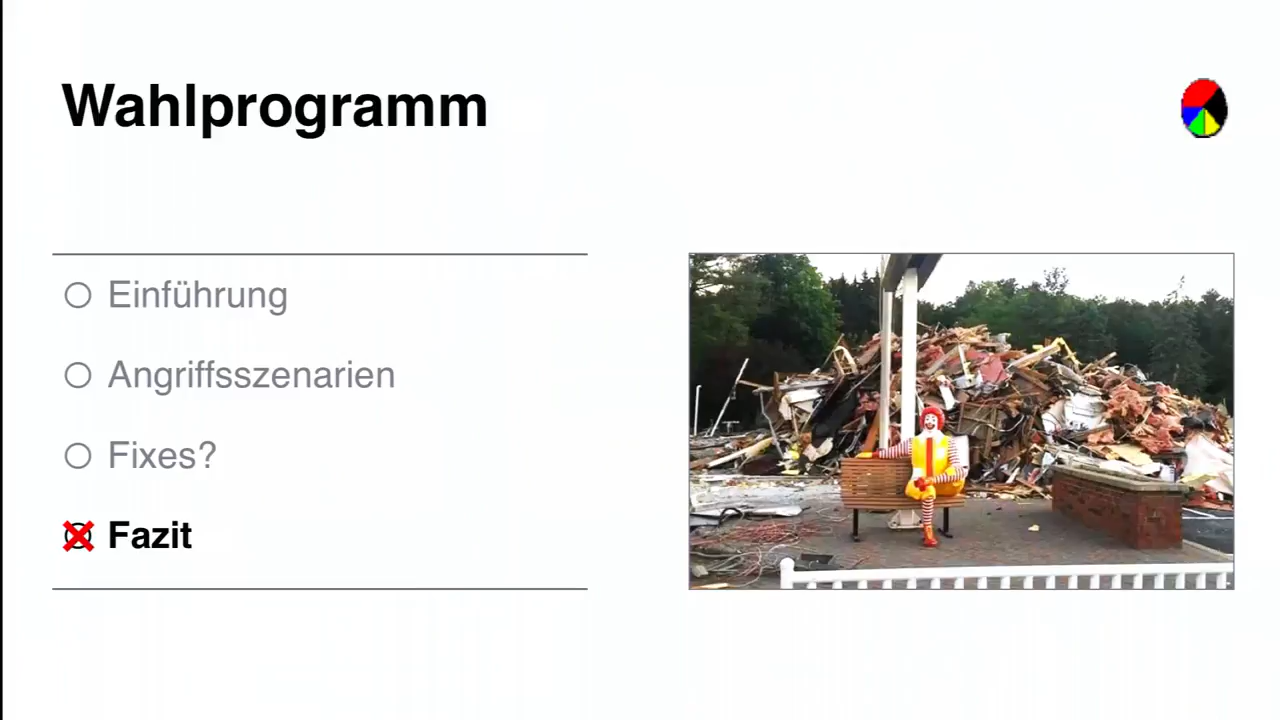 Wahlprogramm
Einführung
Angriffsszenarien
Fixes?
Fazit